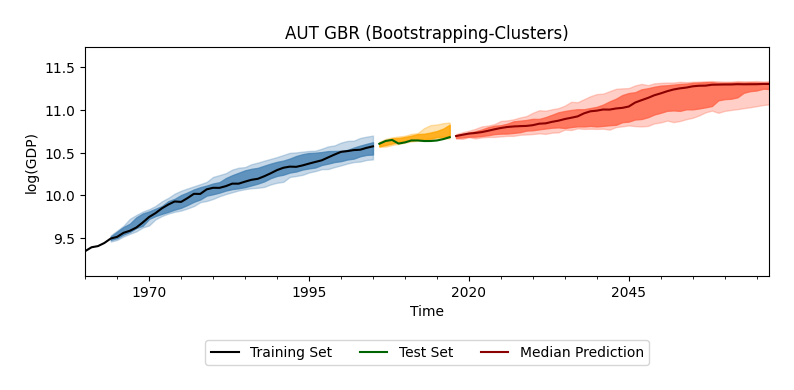 AUT GBR (Bootstrapping-Clusters)
11.5
11.0
10.5
10.0
9.5
log(GDP)
1970 1995 2020 2045
Time
Training Set Test Set Median Prediction